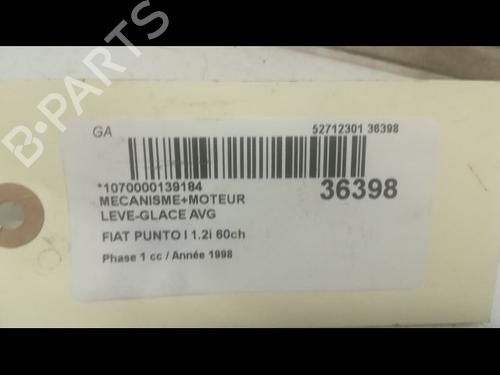 B-PARTS
GA
52712301 36398
*1070000139184
36398
MECANISME+MOTEUR
LEVE-GLACE AVG
FIAT PUNTO I 1.2i 60ch
Phase 1 cc / Année 1998